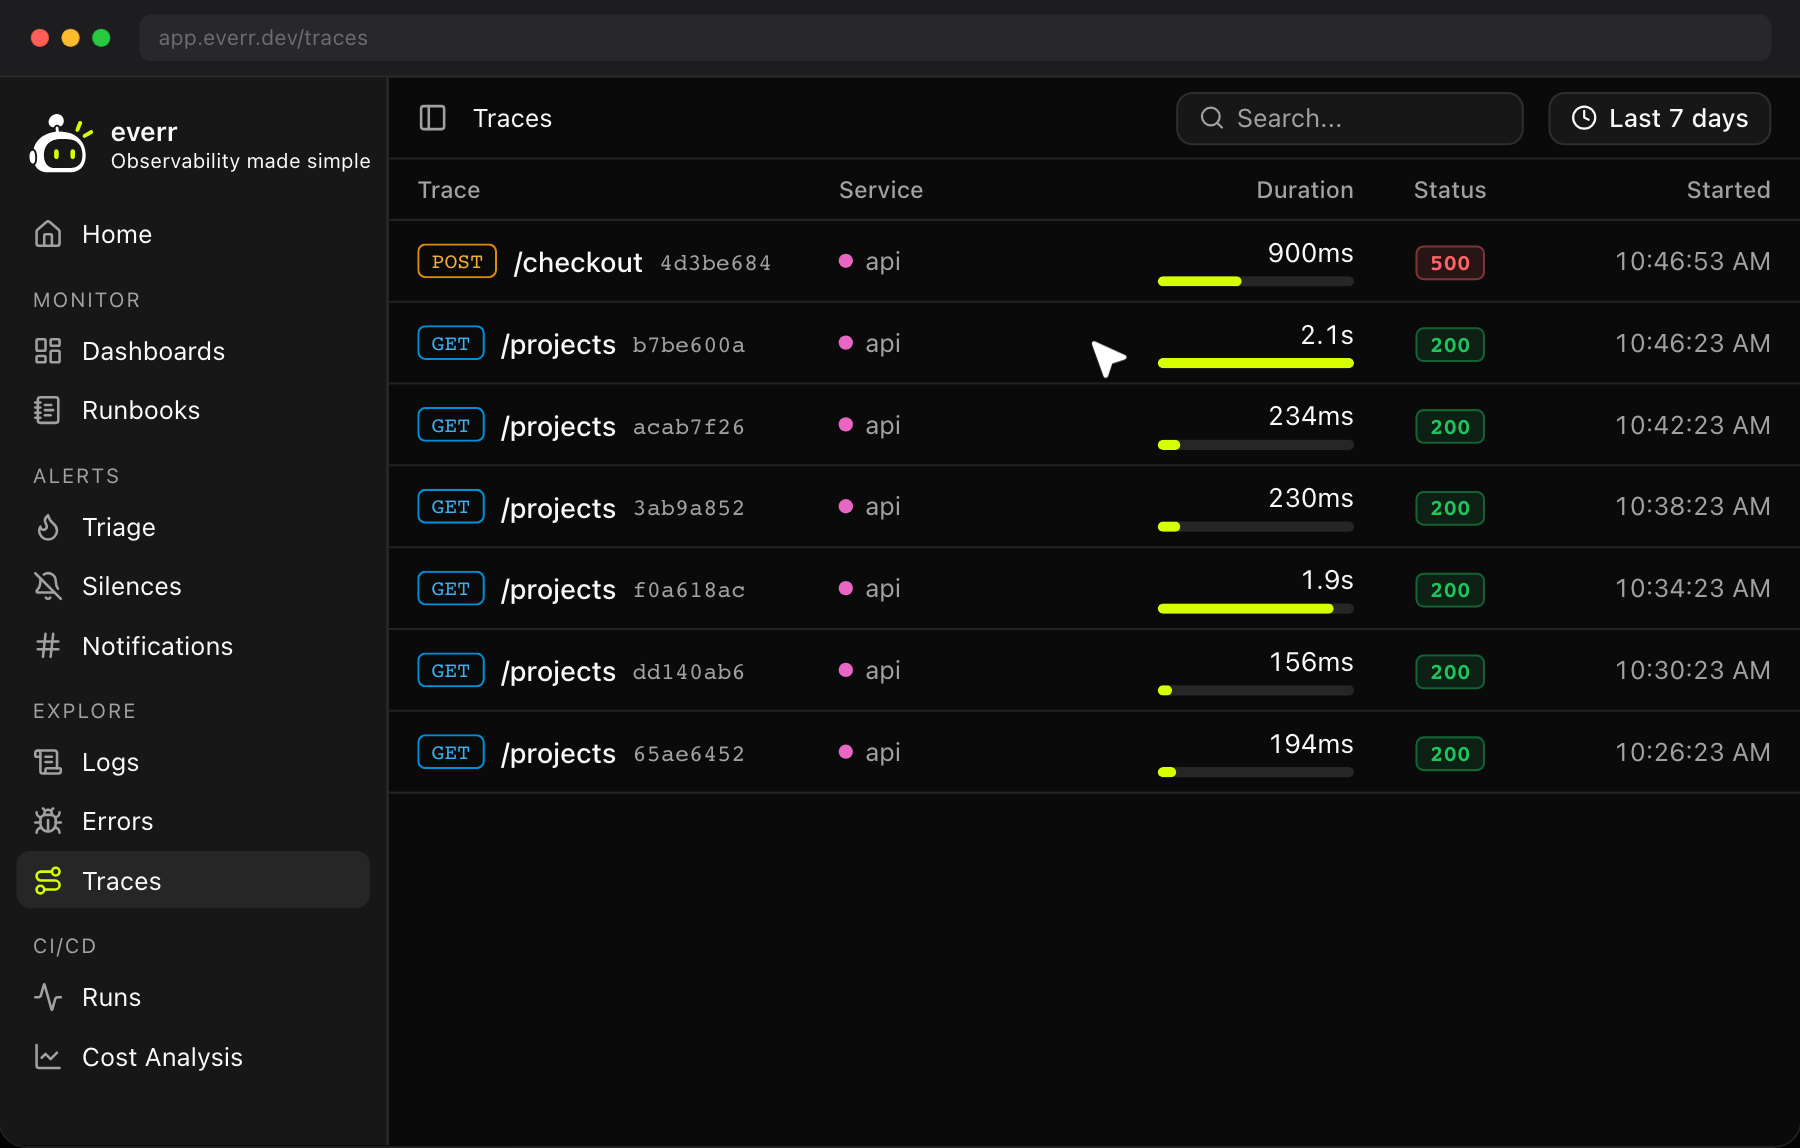 app.everr.dev/traces
everr
Observability made simple
Home
MONITOR
Dashboards
Runbooks
ALERTS
Triage
Silences
Notifications
EXPLORE
Logs
Errors
Traces
CI/CD
Runs
Cost Analysis
Traces
Search...
Last 7 days
Trace Service Duration Status Started
POST /checkout 4d3be684 api 900ms 500 10:46:53 AM
GET /projects b7be600a api 2.1s 200 10:46:23 AM
GET /projects acab7f26 api 234ms 200 10:42:23 AM
GET /projects 3ab9a852 api 230ms 200 10:38:23 AM
GET /projects f0a618ac api 1.9s 200 10:34:23 AM
GET /projects dd140ab6 api 156ms 200 10:30:23 AM
GET /projects 65ae6452 api 194ms 200 10:26:23 AM